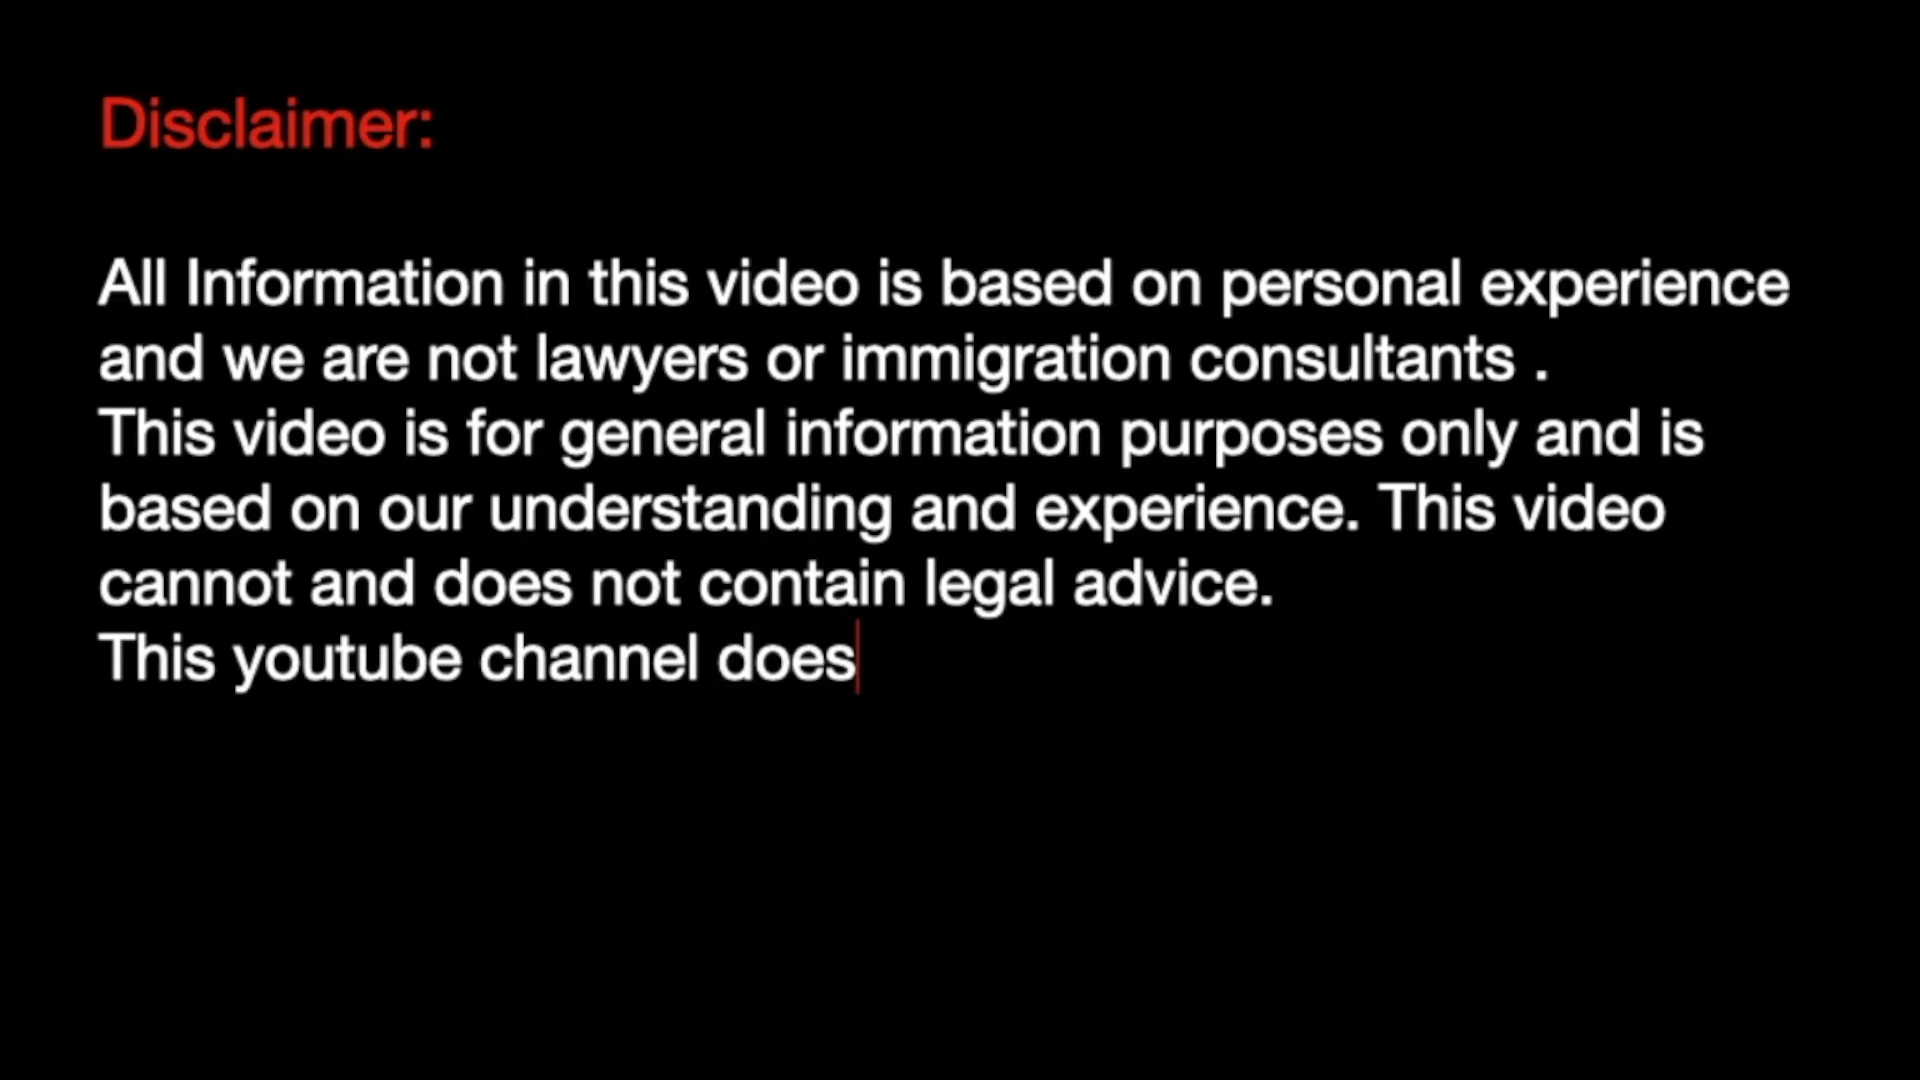 Disclaimer:
All Information in this video is based on personal experience
and we are not lawyers or immigration consultants .
This video is for general information purposes only and is
based on our understanding and experience. This video
cannot and does not contain legal advice.
This youtube channel does